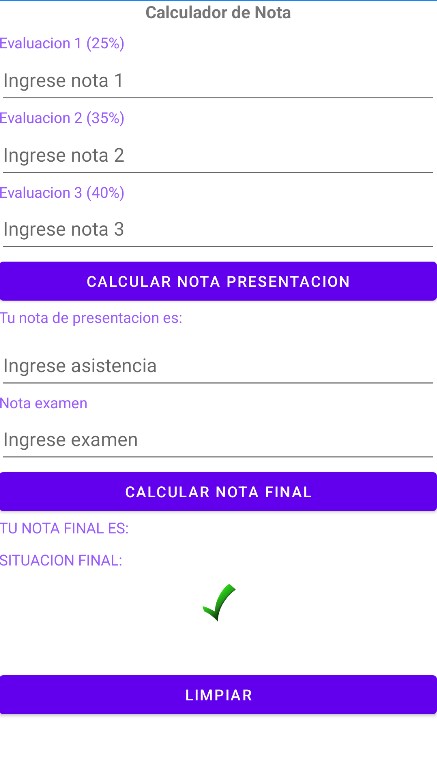 Calculador de Nota
Evaluacion 1 (25%)
Ingrese nota 1
Evaluacion 2 (35%)
Ingrese nota 2
Evaluacion 3 (40%)
Ingrese nota 3
CALCULAR NOTA PRESENTACION
Tu nota de presentacion es:
Ingrese asistencia
Nota examen
Ingrese examen
CALCULAR NOTA FINAL
TU NOTA FINAL ES:
SITUACION FINAL:
LIMPIAR